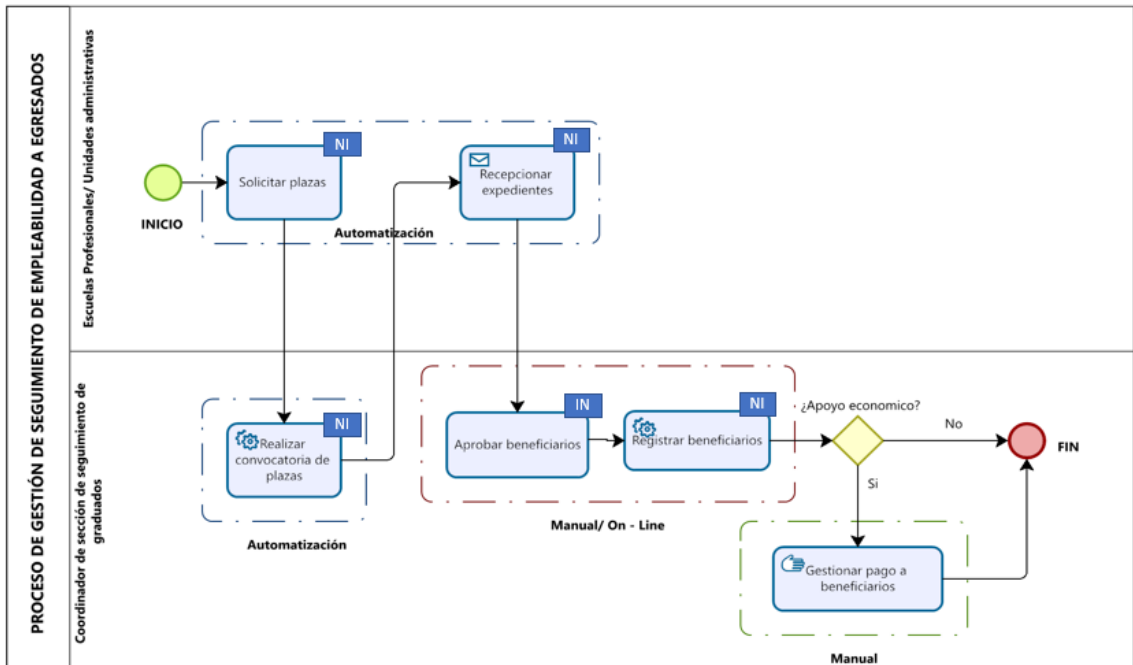 PROCESO DE GESTIÓN DE SEGUIMIENTO DE EMPLEABILIDAD A EGRESADOS
Escuelas Profesionales/ Unidades administrativas
INICIO
NI
Solicitar plazas
NI
Recepcionar
expedientes
Automatización
Coordinador de sección de seguimiento de
graduados
NI
Realizar
convocatoria de
plazas
Automatización
IN
Aprobar beneficiarios
NI
Registrar beneficiarios
Manual/ On - Line
¿Apoyo economico?
No
Si
FIN
Gestionar pago a
beneficiarios
Manual